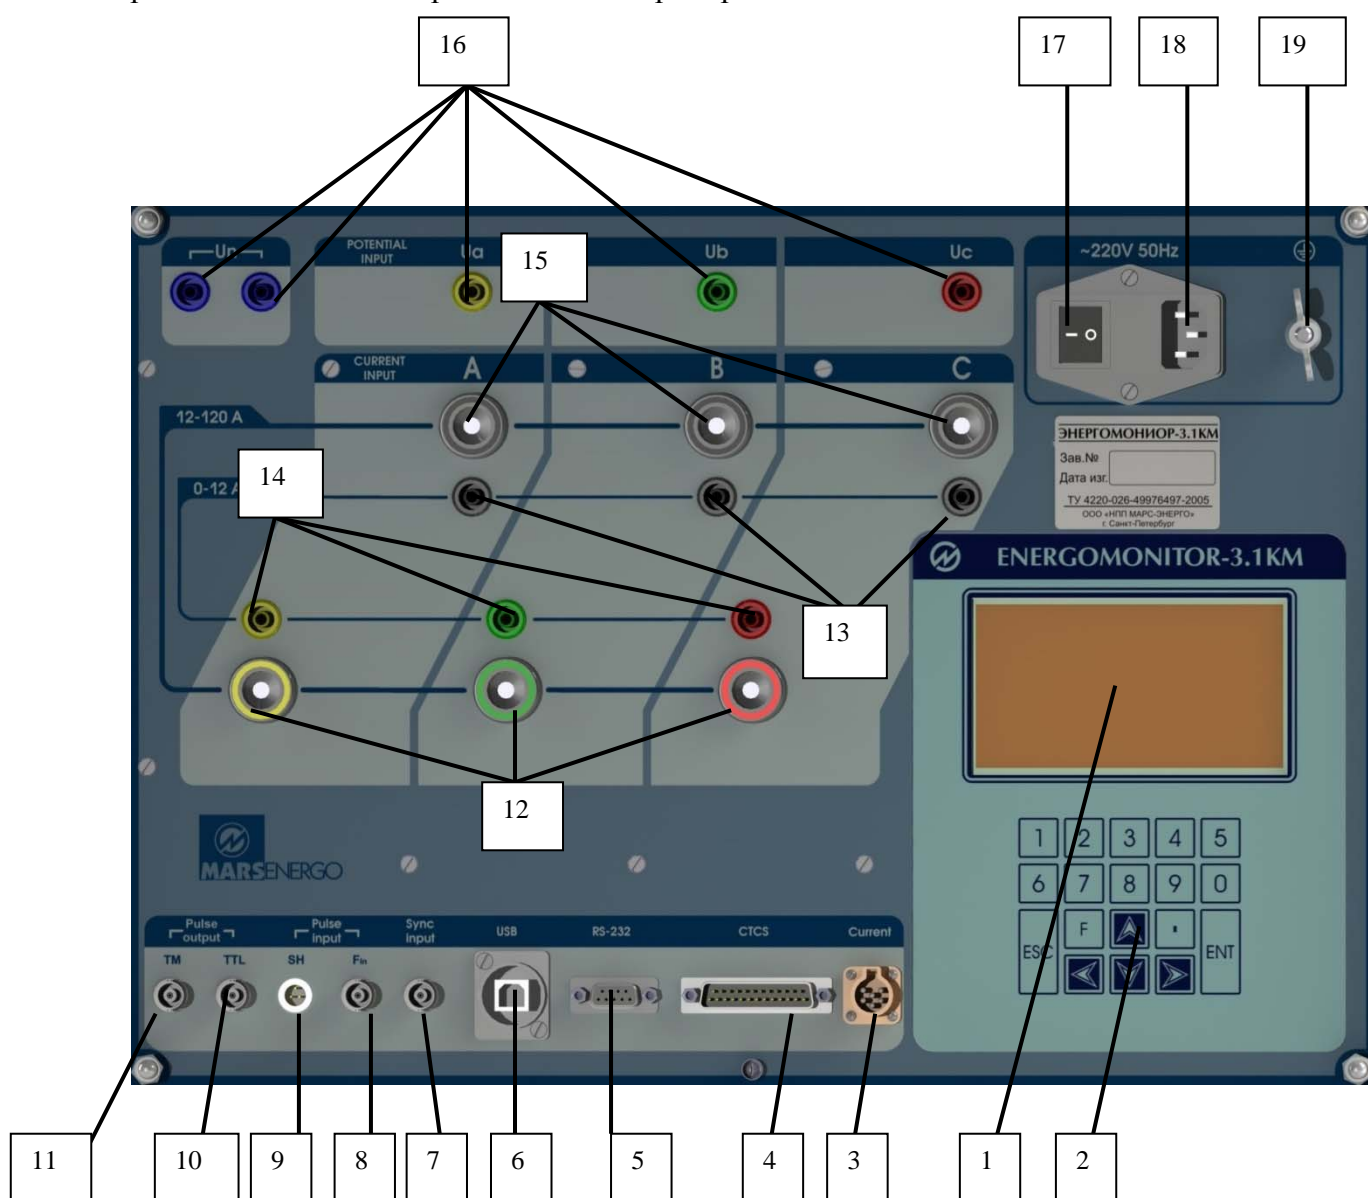 16
17
18
19
Un
POTENTIAL
INPUT
Ua
Ub
Uc
~220V 50Hz
15
CURRENT
INPUT
A
B
C
12-120 A
ЭНЕРГОМОНИОР-3.1КМ
Зав.№
Дата изг.
ТУ 4220-026-49976497-2005
ООО «НПП МАРС-ЭНЕРГО»
г. Санкт-Петербург
14
0-12 A
ENERGOMONITOR-3.1KM
13
12
MARSENERGO
1 2 3 4 5
6 7 8 9 0
ESC F . ENT
Pulse
output
Pulse
input
Sync
input
USB
RS-232
CTCS
Current
TM
TTL
SH
Fin
11
10
9
8
7
6
5
4
3
1
2